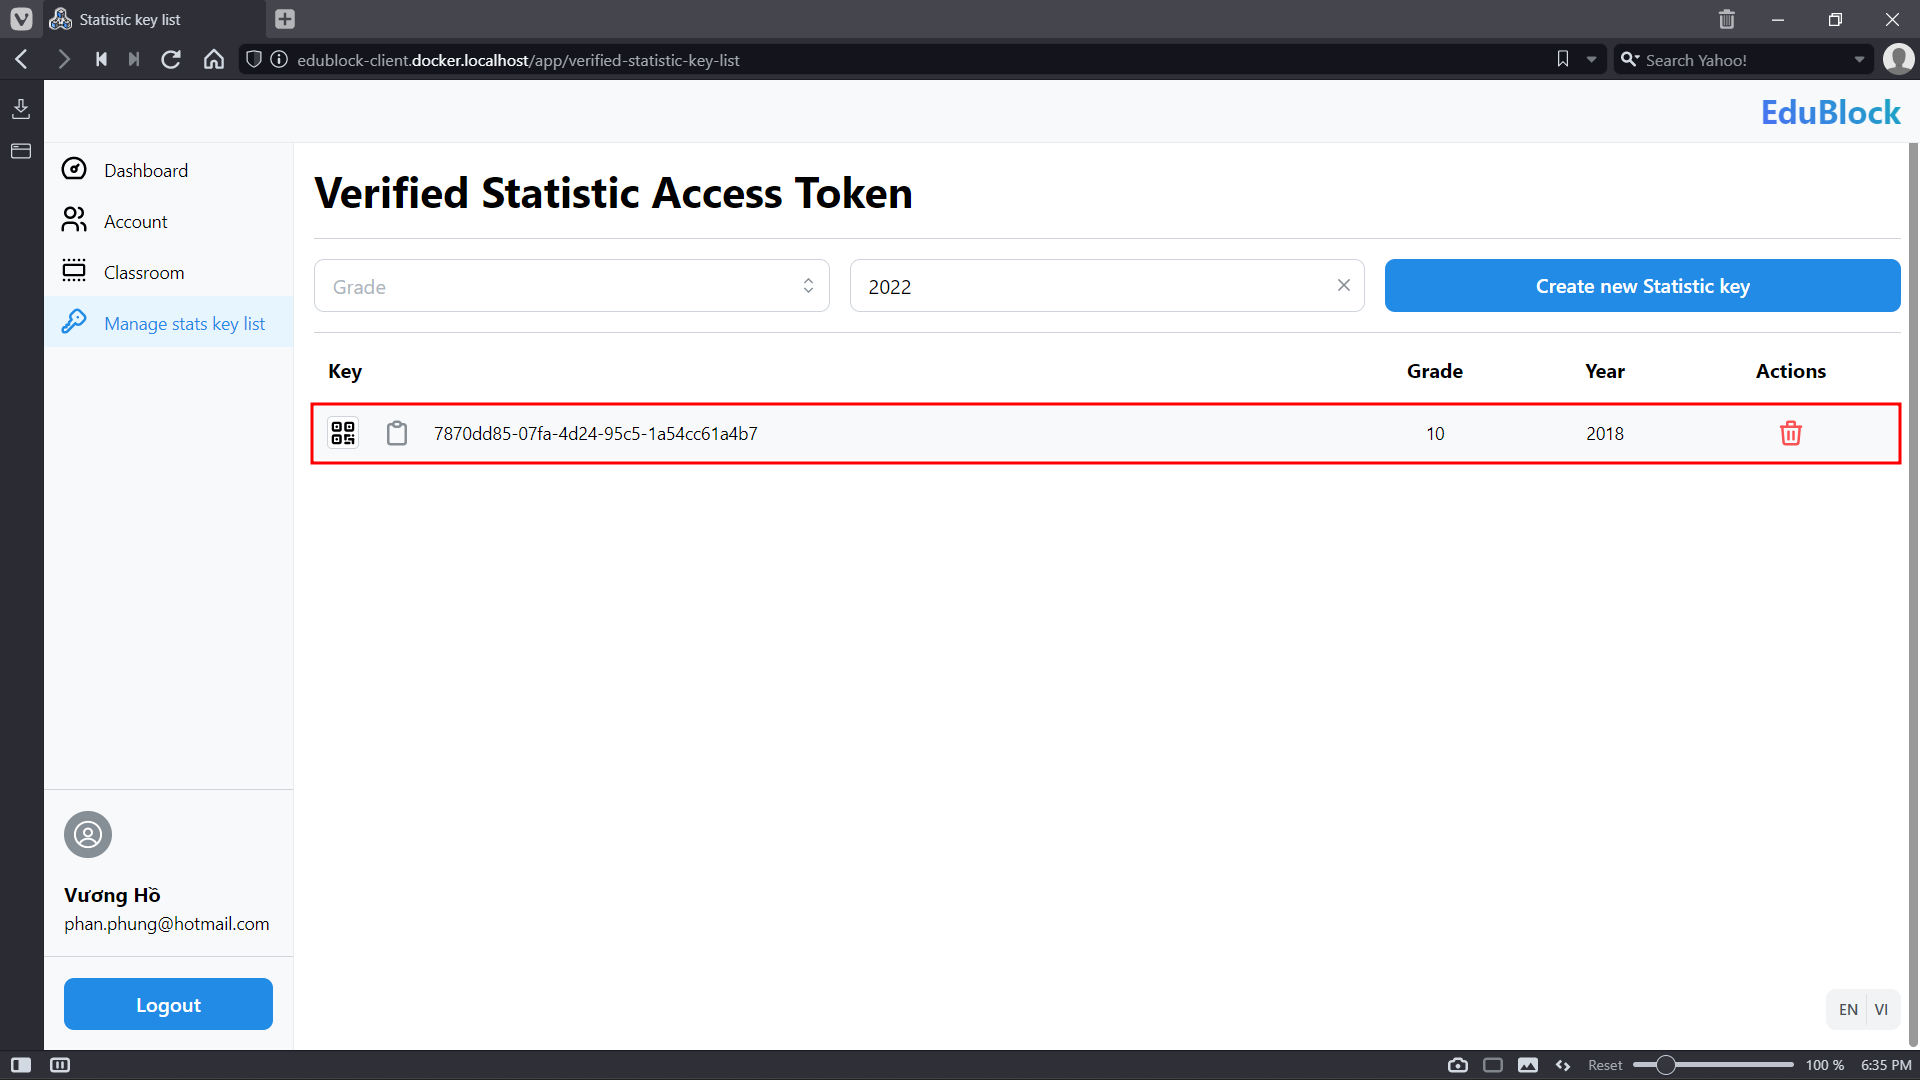 Statistic key list
edublock-client.docker.localhost/app/verified-statistic-key-list
Search Yahoo!
EduBlock
Dashboard
Account
Classroom
Manage stats key list
Verified Statistic Access Token
Grade
2022
Create new Statistic key
Key Grade Year Actions
7870dd85-07fa-4d24-95c5-1a54cc61a4b7 10 2018
Vương Hồ
phan.phung@hotmail.com
Logout
EN VI
Reset 100 % 6:35 PM